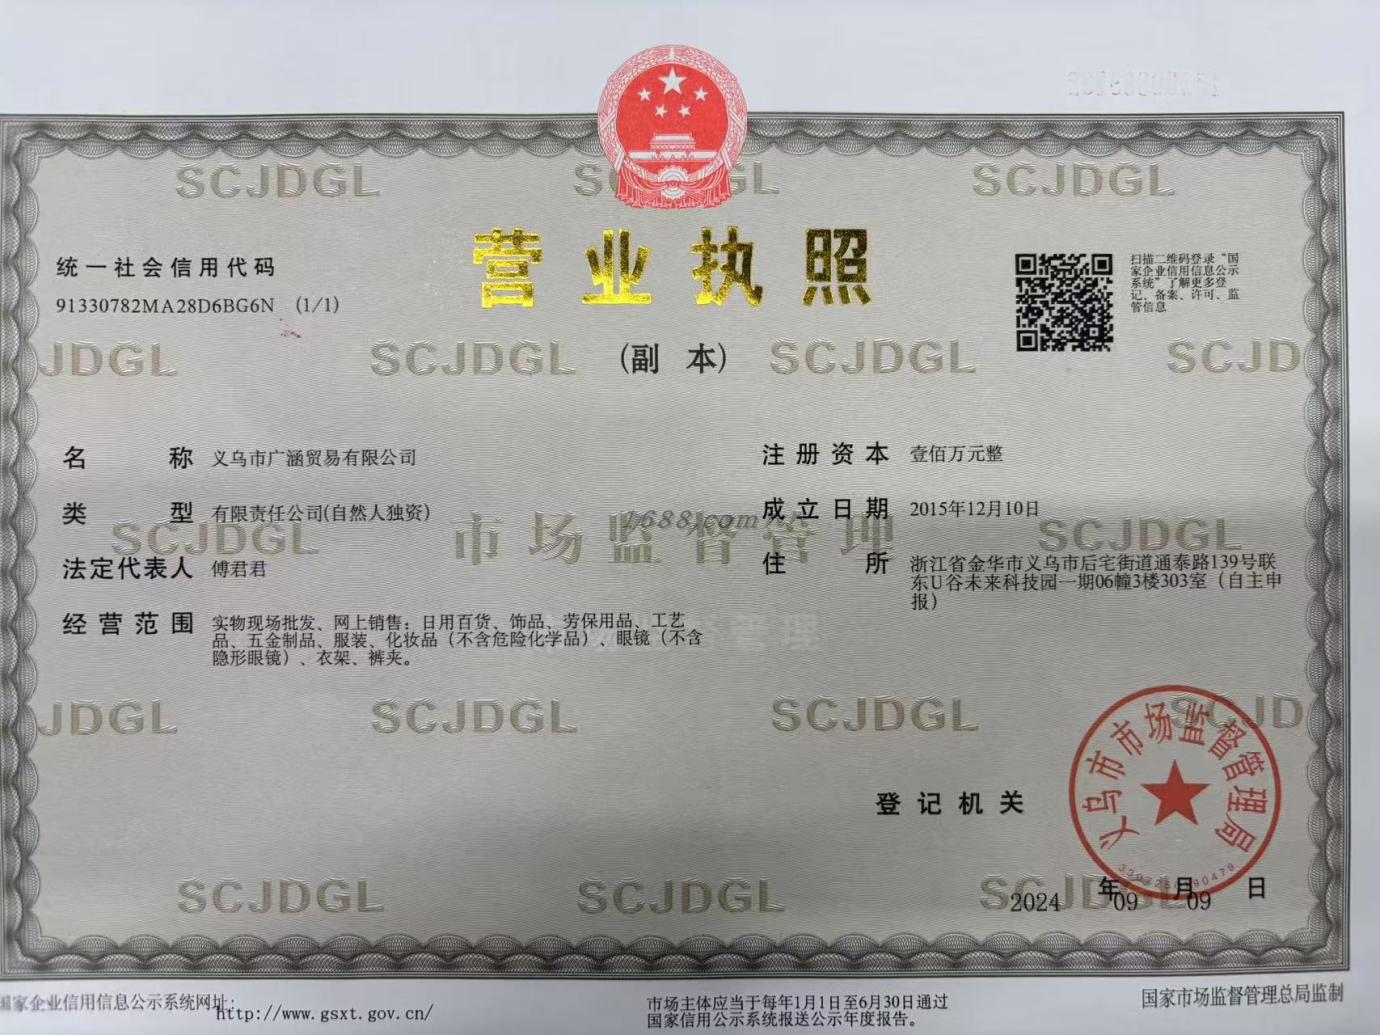 SCJDGL SCJDGL SCJDGL
营业执照
(副 本)
统一社会信用代码
91330782MA28D6BG6N (1/1)
扫描二维码登录“国
家企业信用信息公示
系统”了解更多登
记、备案、许可、监
管信息
JDGL SCJDGL SCJDGL SCJD
名 称 义乌市广涵贸易有限公司
类 型 有限责任公司(自然人独资)
法定代表人 傅君君
经营范围 实物现场批发、网上销售：日用百货、饰品、劳保用品、工艺
品、五金制品、服装、化妆品（不含危险化学品）、眼镜（不含
隐形眼镜）、衣架、裤夹。
注册资本 壹佰万元整
成立日期 2015年12月10日
住 所 浙江省金华市义乌市后宅街道通泰路139号联
东U谷未来科技园一期06幢3楼303室（自主申
报）
SCJDGL 市场监督管理 SCJDGL
1688.com
JDGL SCJDGL SCJDGL SCJD
登记机关
义乌市市场监督管理局
SCJDGL SCJDGL SCJDGL
2024 年 09 月 09 日
国家企业信用信息公示系统网址：http://www.gsxt.gov.cn/
市场主体应当于每年1月1日至6月30日通过
国家信用公示系统报送公示年度报告。
国家市场监督管理总局监制